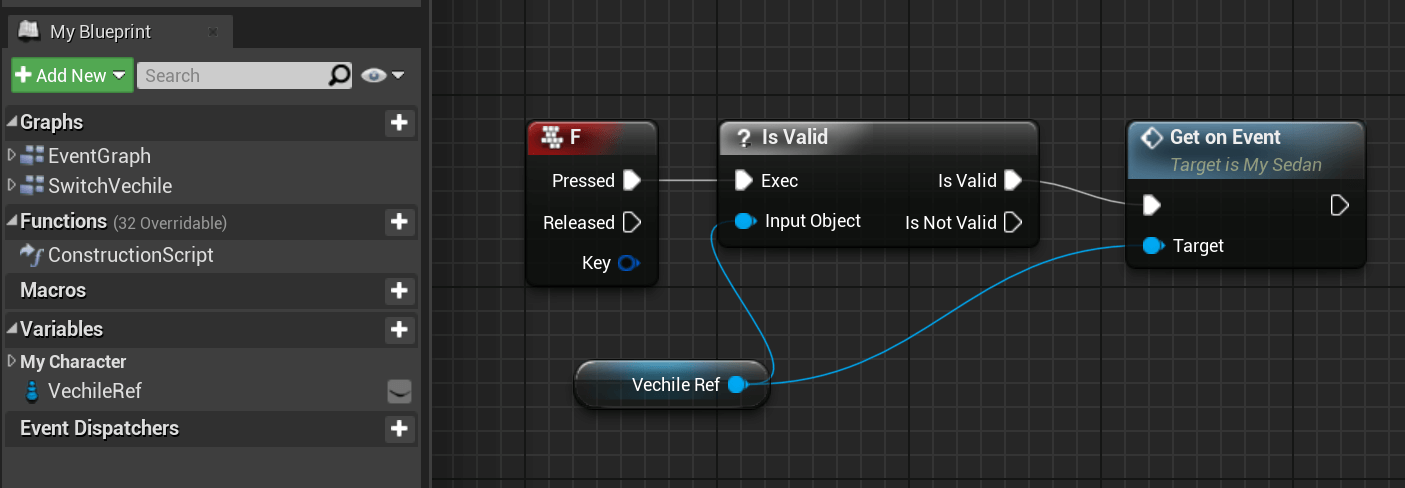 My Blueprint
Add New
Search
Graphs
EventGraph
SwitchVechile
Functions (32 Overridable)
ConstructionScript
Macros
Variables
My Character
VechileRef
Event Dispatchers
F
Pressed
Released
Key
? Is Valid
Exec
Is Valid
Input Object
Is Not Valid
Get on Event
Target is My Sedan
Target
Vechile Ref